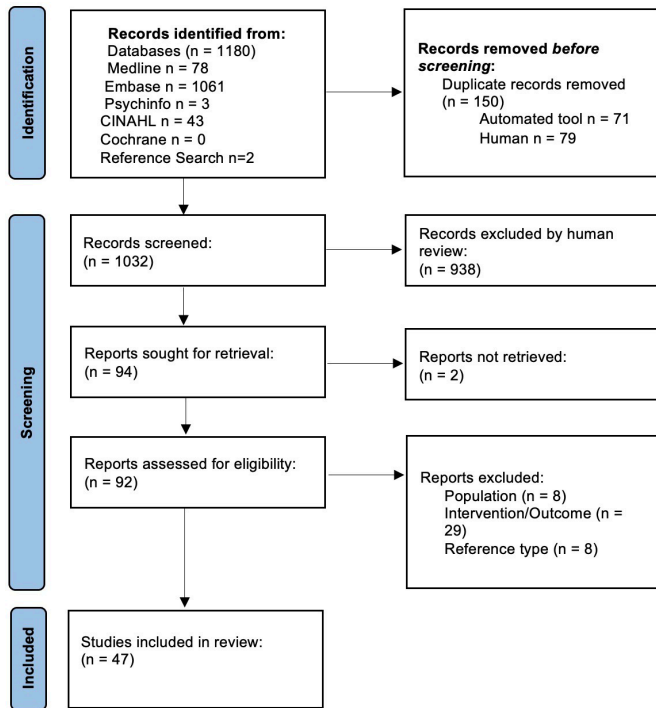 Identification
Records identified from:
Databases (n = 1180)
Medline n = 78
Embase n = 1061
Psychinfo n = 3
CINAHL n = 43
Cochrane n = 0
Reference Search n=2
Records removed before
screening:
Duplicate records removed
(n = 150)
Automated tool n = 71
Human n = 79
Screening
Records screened:
(n = 1032)
Records excluded by human
review:
(n = 938)
Reports sought for retrieval:
(n = 94)
Reports not retrieved:
(n = 2)
Reports assessed for eligibility:
(n = 92)
Reports excluded:
Population (n = 8)
Intervention/Outcome (n =
29)
Reference type (n = 8)
Included
Studies included in review:
(n = 47)